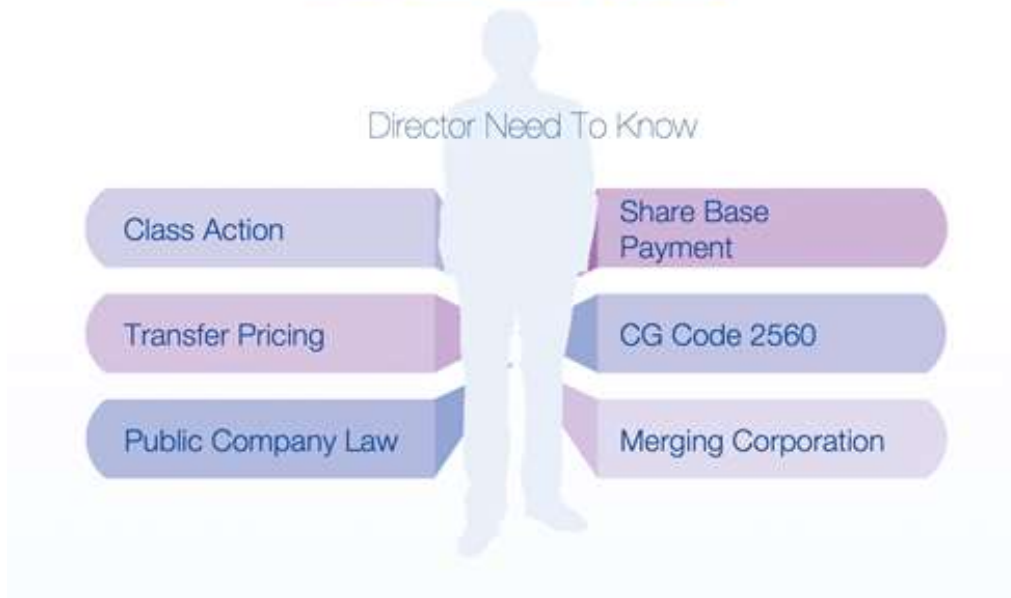 Director Need To Know
Class Action
Share Base
Payment
Transfer Pricing
CG Code 2560
Public Company Law
Merging Corporation